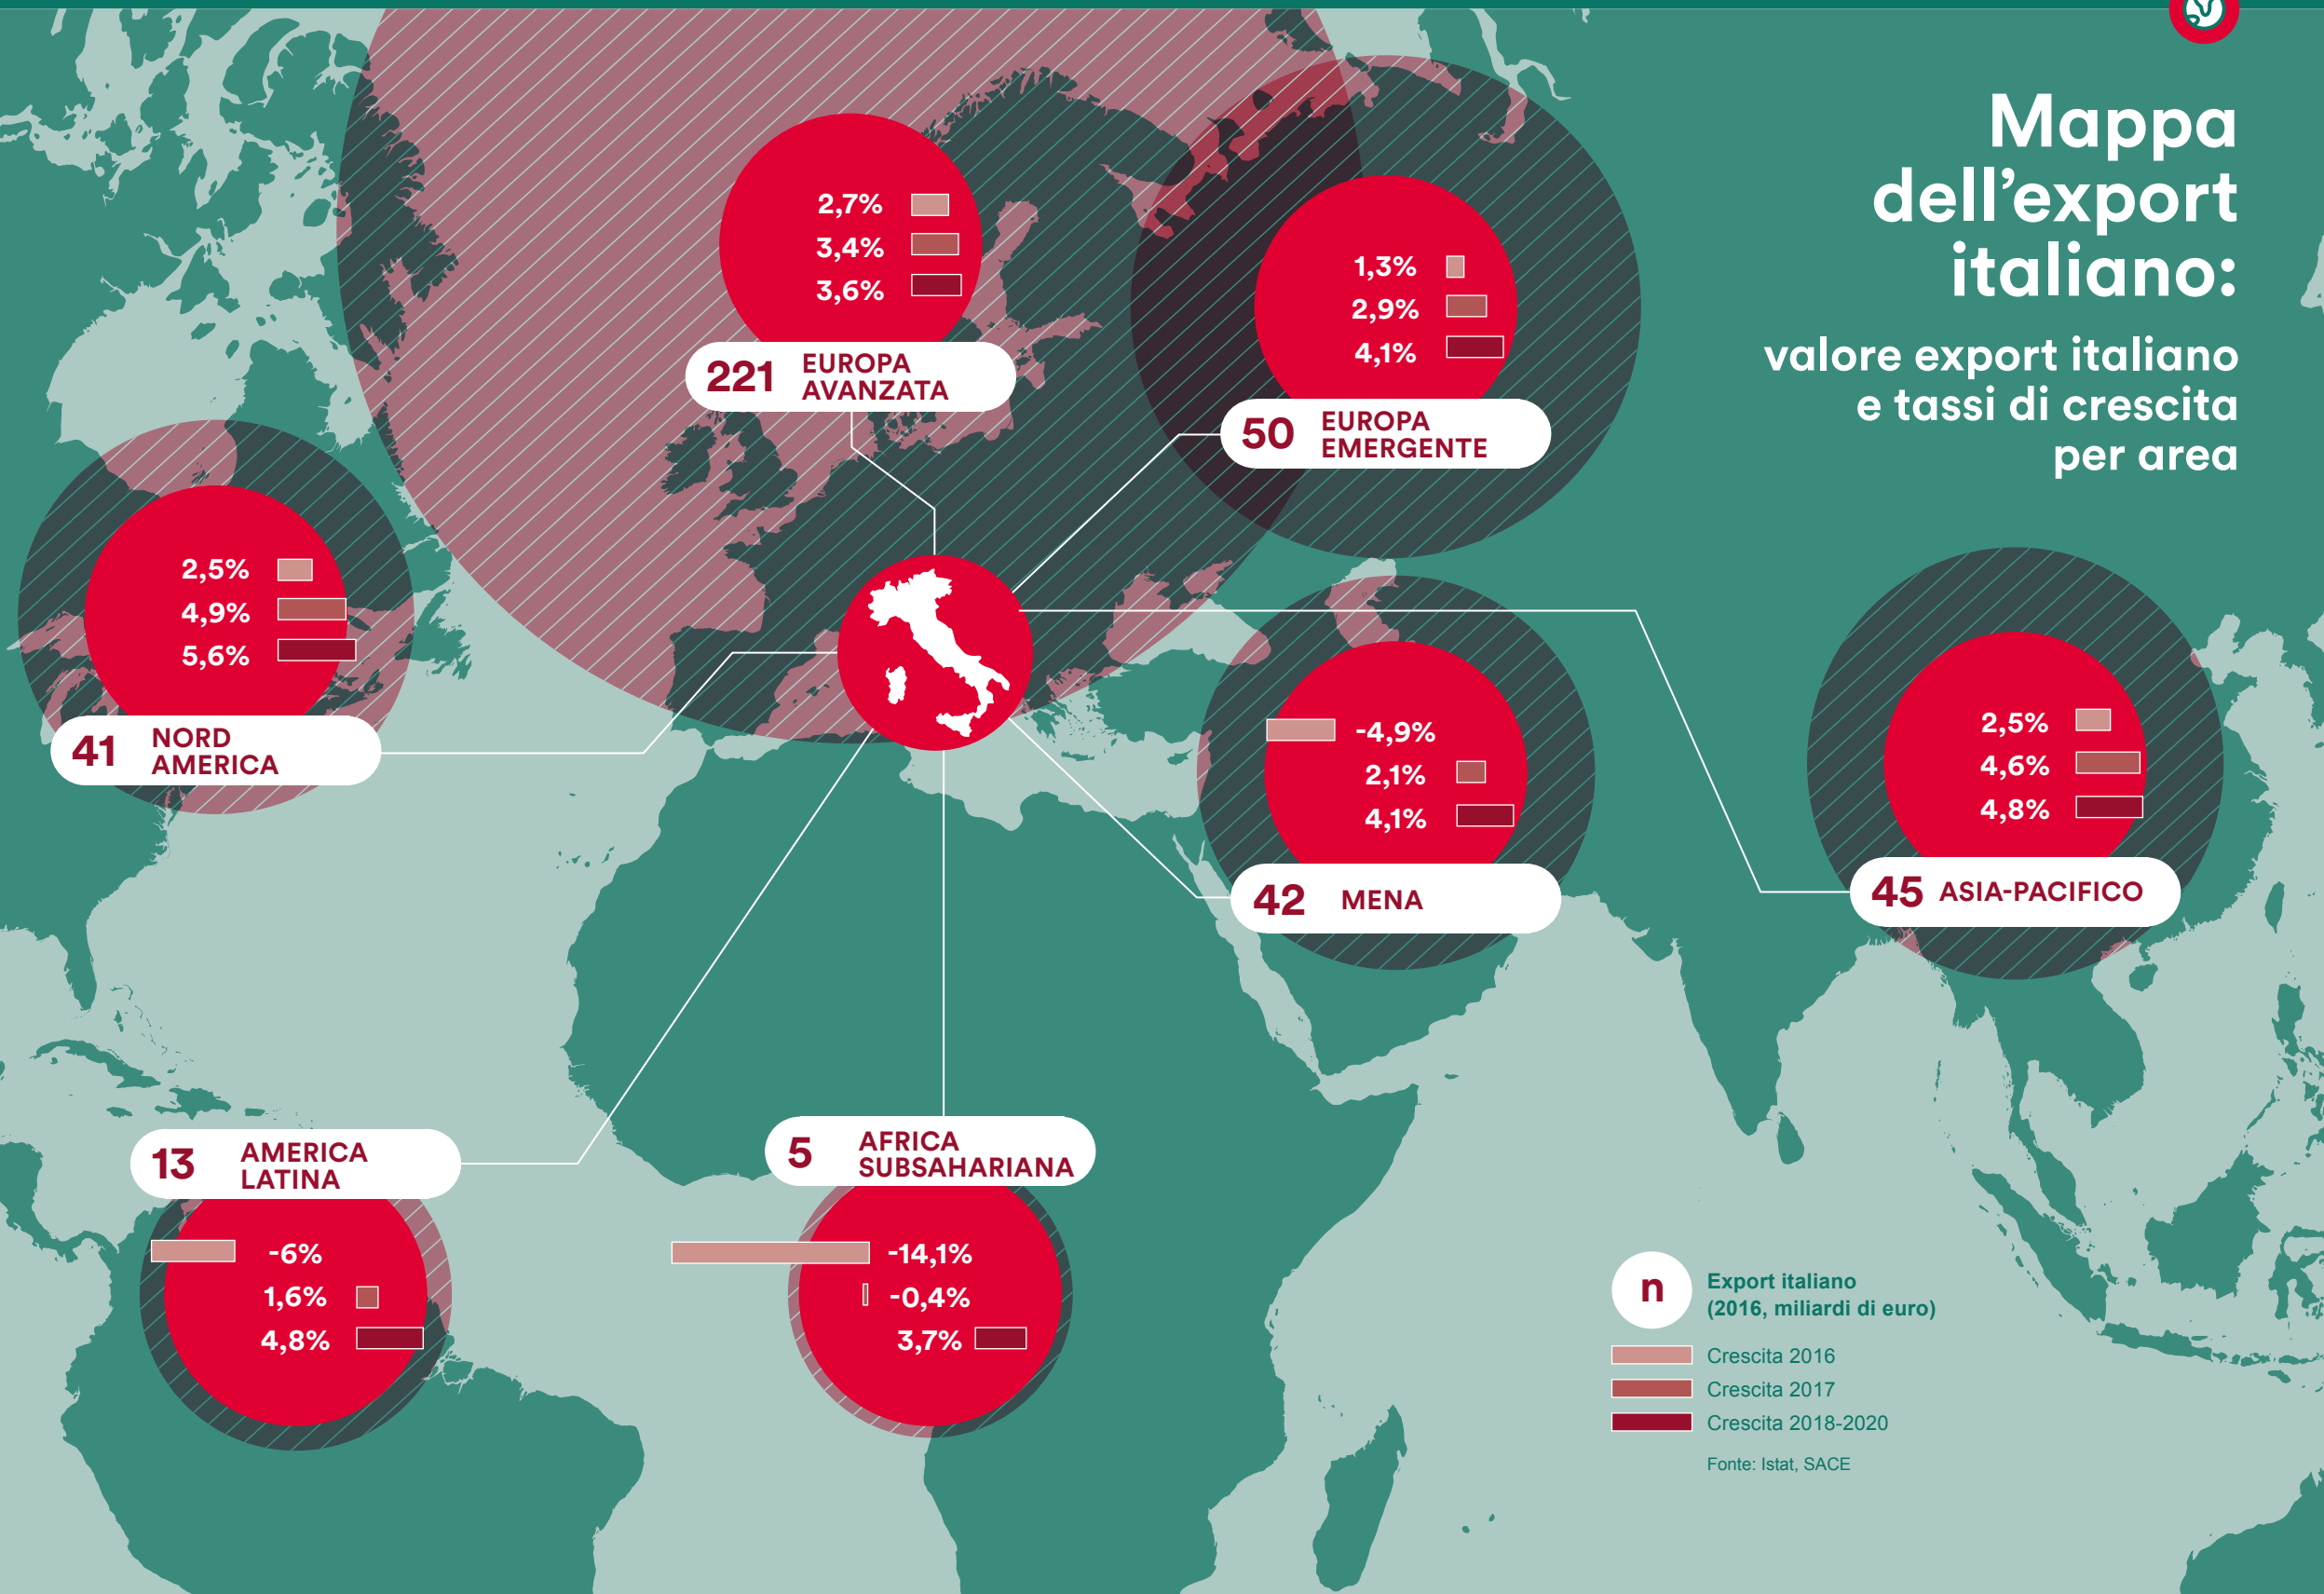 Mappa
dell’export
italiano:
valore export italiano
e tassi di crescita
per area
2,7%
3,4%
3,6%
221 EUROPA
AVANZATA
1,3%
2,9%
4,1%
50 EUROPA
EMERGENTE
2,5%
4,9%
5,6%
41 NORD
AMERICA
-4,9%
2,1%
4,1%
42 MENA
2,5%
4,6%
4,8%
45 ASIA-PACIFICO
13 AMERICA
LATINA
-6%
1,6%
4,8%
5 AFRICA
SUBSAHARIANA
-14,1%
-0,4%
3,7%
n Export italiano
(2016, miliardi di euro)
Crescita 2016
Crescita 2017
Crescita 2018-2020
Fonte: Istat, SACE